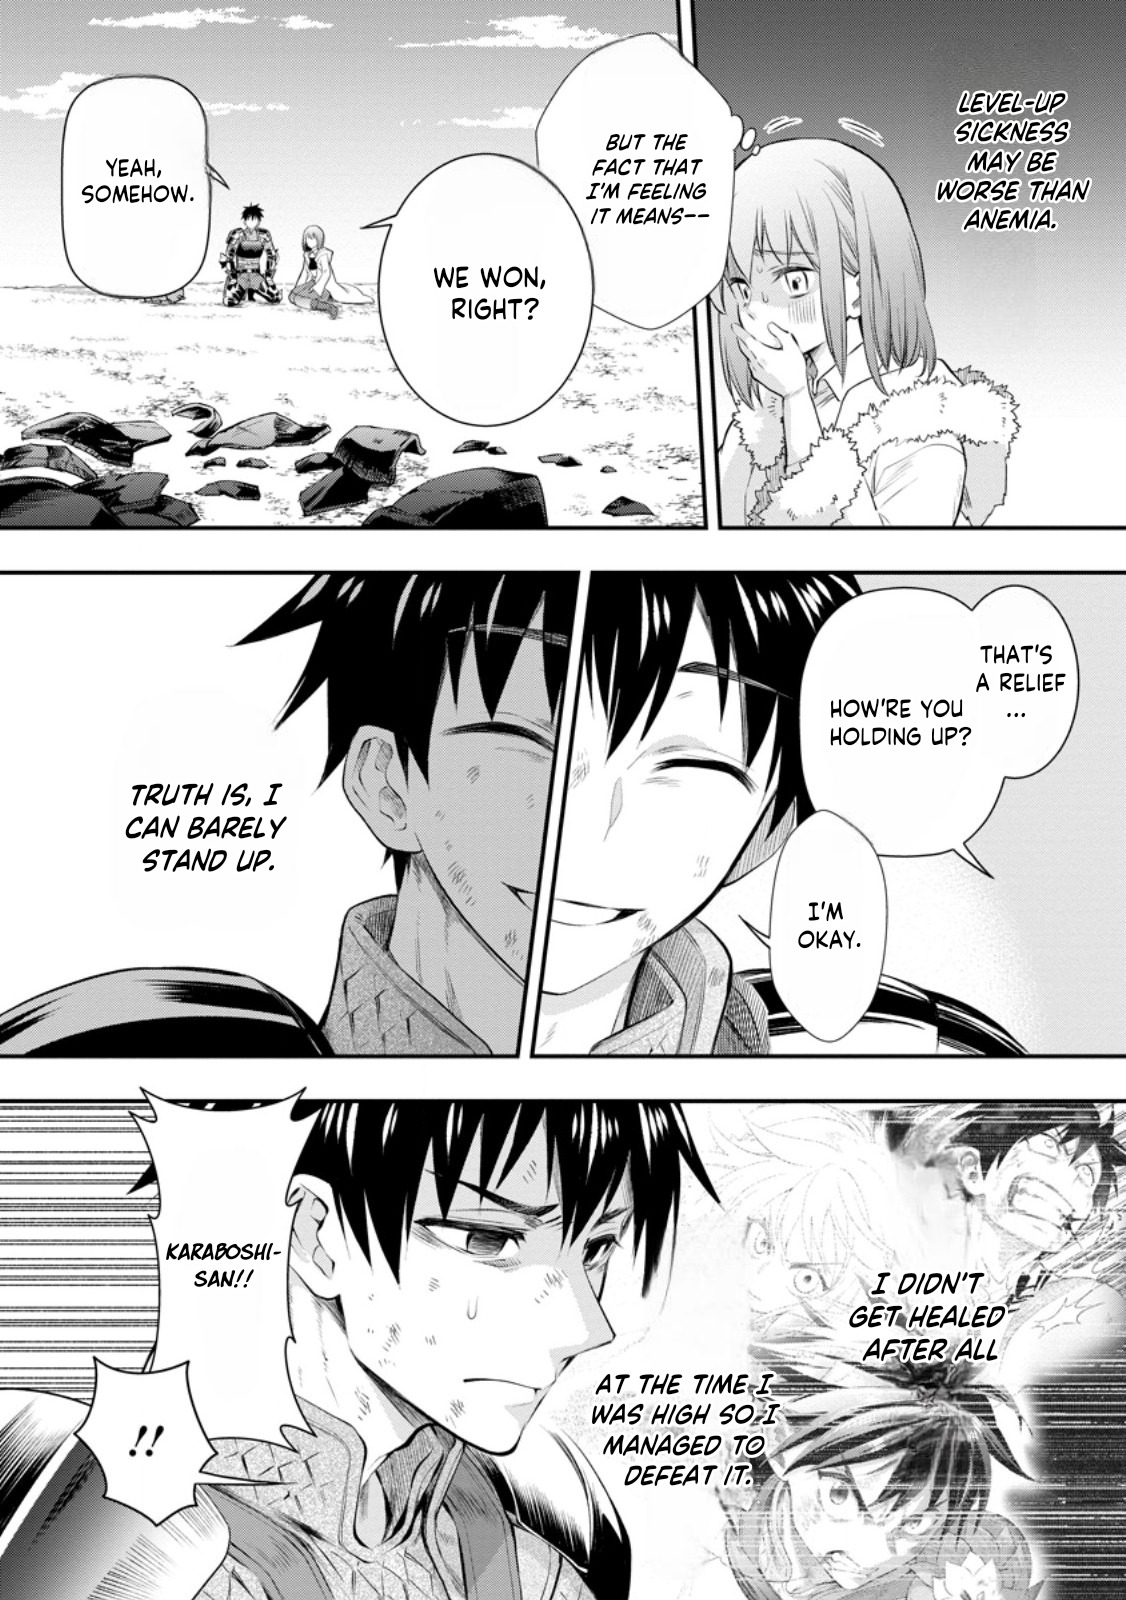 LEVEL-UP
SICKNESS
MAY BE
WORSE THAN
ANEMIA.
BUT THE
FACT THAT
I'M FEELING
IT MEANS--
WE WON,
RIGHT?
YEAH,
SOMEHOW.
THAT'S
A RELIEF
...
HOW'RE YOU
HOLDING UP?
I'M
OKAY.
TRUTH IS, I
CAN BARELY
STAND UP.
I DIDN'T
GET HEALED
AFTER ALL
AT THE TIME I
WAS HIGH SO I
MANAGED TO
DEFEAT IT.
KARABOSHI-
SAN!!
!!